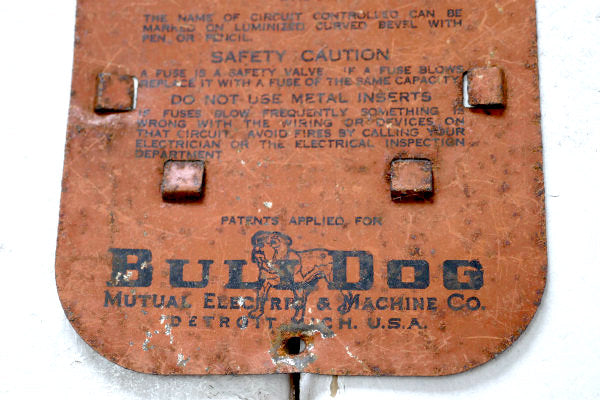 THE NAME OF CIRCUIT CONTROLLED CAN BE
MARKED ON LUMINIZED CURVED BEVEL WITH
PEN OR PENCIL.
SAFETY CAUTION
A FUSE IS A SAFETY VALVE. IF A FUSE BLOWS
REPLACE IT WITH A FUSE OF THE SAME CAPACITY
DO NOT USE METAL INSERTS
IF FUSES BLOW FREQUENTLY SOMETHING IS
WRONG WITH THE WIRING OR DEVICES ON
THAT CIRCUIT. AVOID FIRES BY CALLING YOUR
ELECTRICIAN OR THE ELECTRICAL INSPECTION
DEPARTMENT
PATENTS APPLIED FOR
BULL DOG
MUTUAL ELECTRIC & MACHINE CO.
DETROIT MICH. U.S.A.